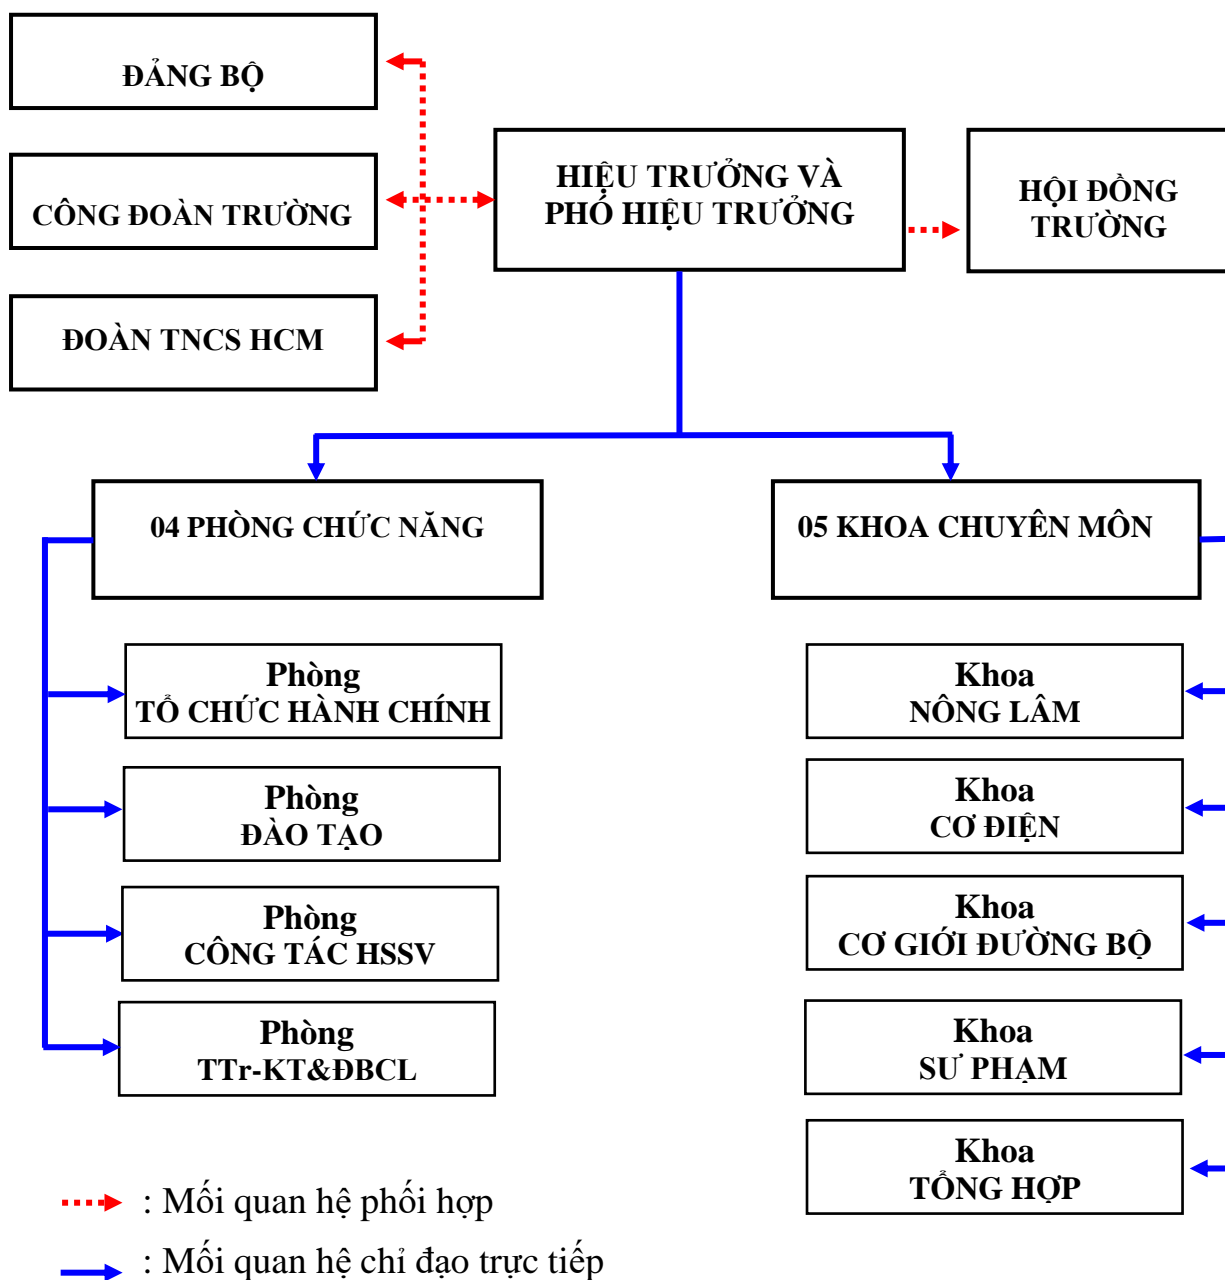 ĐẢNG BỘ
CÔNG ĐOÀN TRƯỜNG
ĐOÀN TNCS HCM
HIỆU TRƯỞNG VÀ
PHÓ HIỆU TRƯỞNG
HỘI ĐỒNG
TRƯỜNG
04 PHÒNG CHỨC NĂNG
Phòng
TỔ CHỨC HÀNH CHÍNH
Phòng
ĐÀO TẠO
Phòng
CÔNG TÁC HSSV
Phòng
TTr-KT&ĐBCL
05 KHOA CHUYÊN MÔN
Khoa
NÔNG LÂM
Khoa
CƠ ĐIỆN
Khoa
CƠ GIỚI ĐƯỜNG BỘ
Khoa
SƯ PHẠM
Khoa
TỔNG HỢP
: Mối quan hệ phối hợp
: Mối quan hệ chỉ đạo trực tiếp